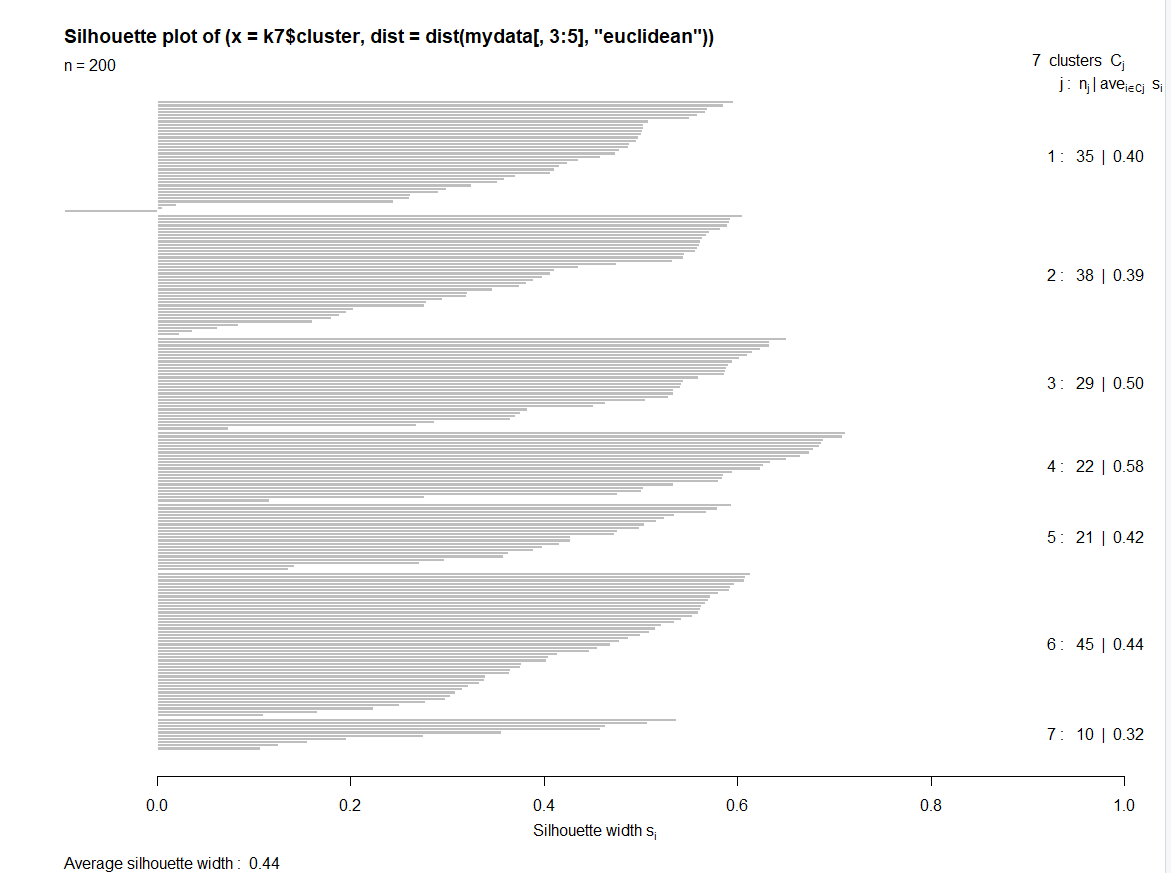 Silhouette plot of (x = k7$cluster, dist = dist(mydata[, 3:5], "euclidean"))
n = 200
7 clusters Cj
j : nj | avei∈Cj si
1 : 35 | 0.40
2 : 38 | 0.39
3 : 29 | 0.50
4 : 22 | 0.58
5 : 21 | 0.42
6 : 45 | 0.44
7 : 10 | 0.32
0.0 0.2 0.4 0.6 0.8 1.0
Silhouette width si
Average silhouette width : 0.44